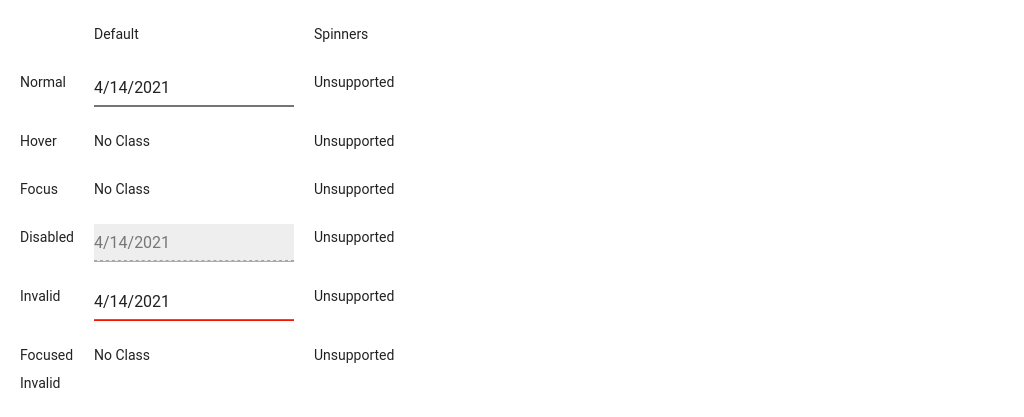 Default Spinners
Normal 4/14/2021 Unsupported
Hover No Class Unsupported
Focus No Class Unsupported
Disabled 4/14/2021 Unsupported
Invalid 4/14/2021 Unsupported
Focused No Class Unsupported
Invalid